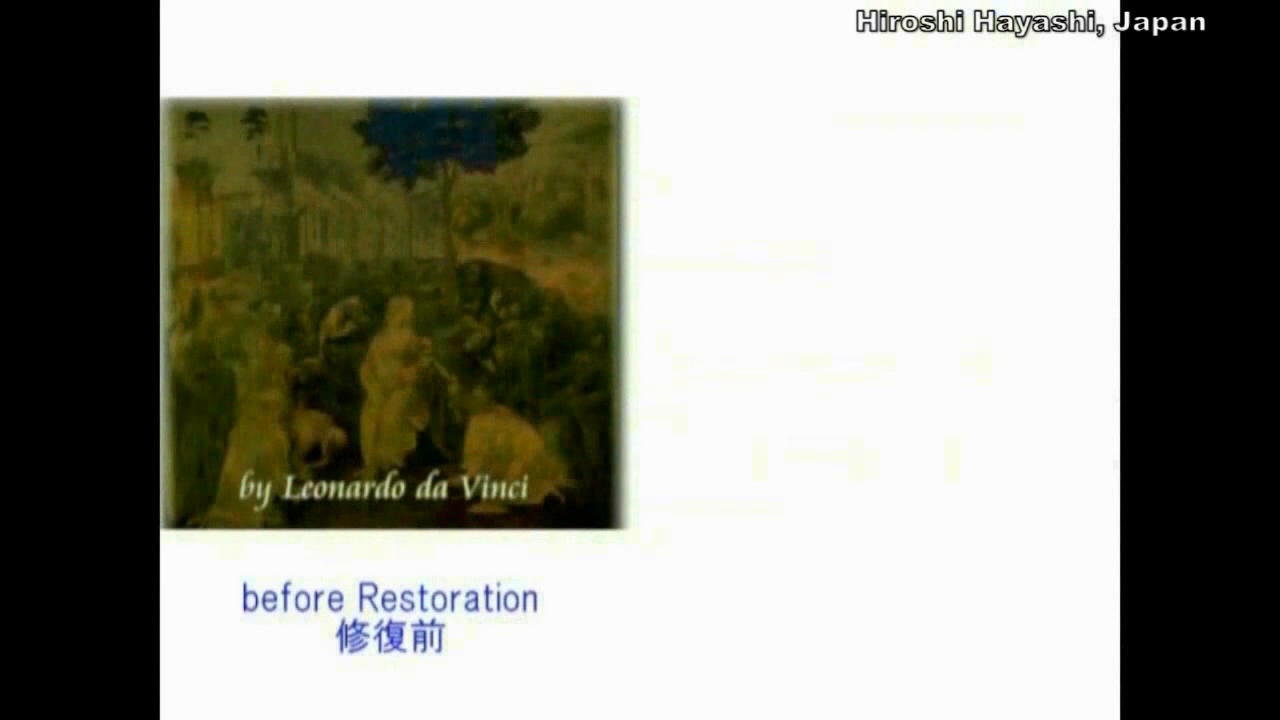 Hiroshi Hayashi, Japan
by Leonardo da Vinci
before Restoration
修復前